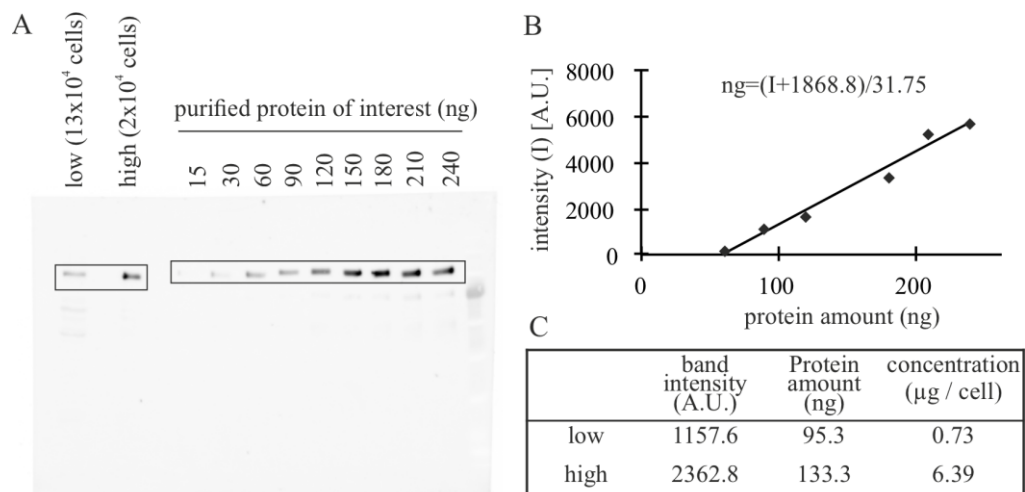 A
low (13x10⁴ cells)
high (2x10⁴ cells)
purified protein of interest (ng)
15 30 60 90 120 150 180 210 240
B
intensity (I) [A.U.]
8000
6000
4000
2000
0
ng=(I+1868.8)/31.75
0 100 200
protein amount (ng)
C
band intensity (A.U.) Protein amount (ng) concentration (µg / cell)
low 1157.6 95.3 0.73
high 2362.8 133.3 6.39